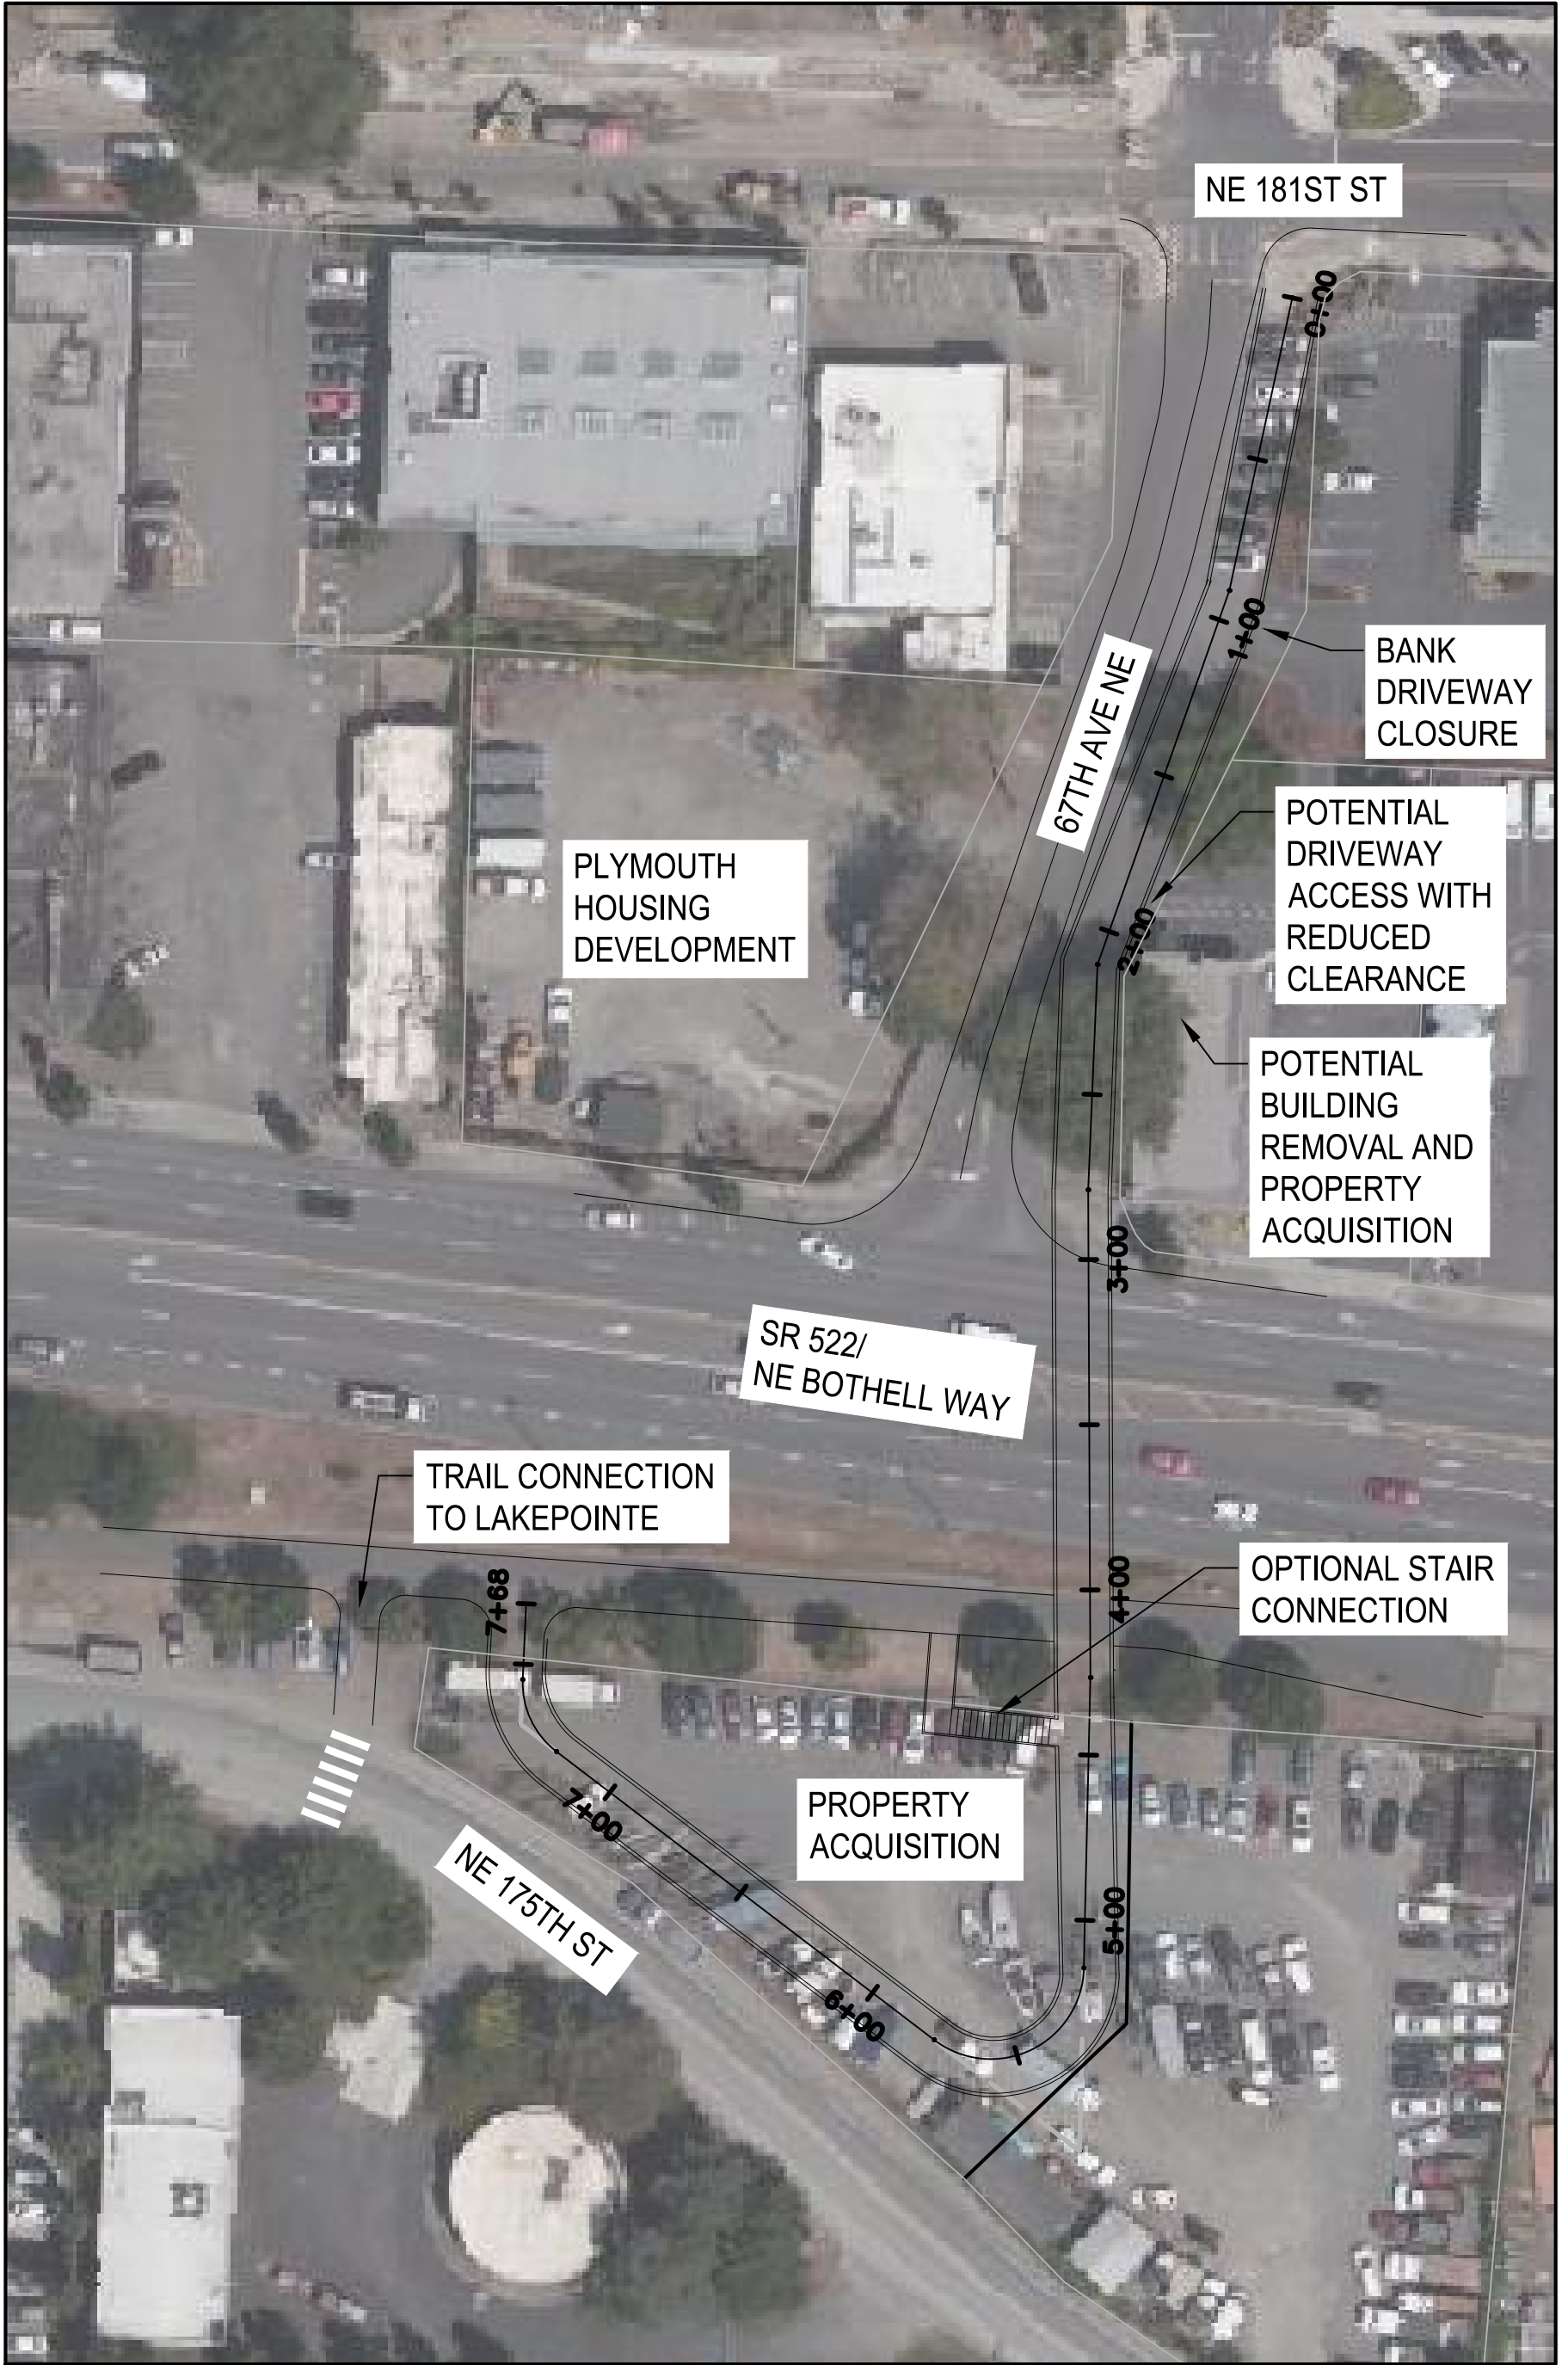 NE 181ST ST
0+00
1+00
BANK
DRIVEWAY
CLOSURE
67TH AVE NE
POTENTIAL
DRIVEWAY
ACCESS WITH
REDUCED
CLEARANCE
PLYMOUTH
HOUSING
DEVELOPMENT
2+00
POTENTIAL
BUILDING
REMOVAL AND
PROPERTY
ACQUISITION
3+00
SR 522/
NE BOTHELL WAY
TRAIL CONNECTION
TO LAKEPOINTE
4+00
OPTIONAL STAIR
CONNECTION
7+68
PROPERTY
ACQUISITION
7+00
NE 175TH ST
5+00
6+00